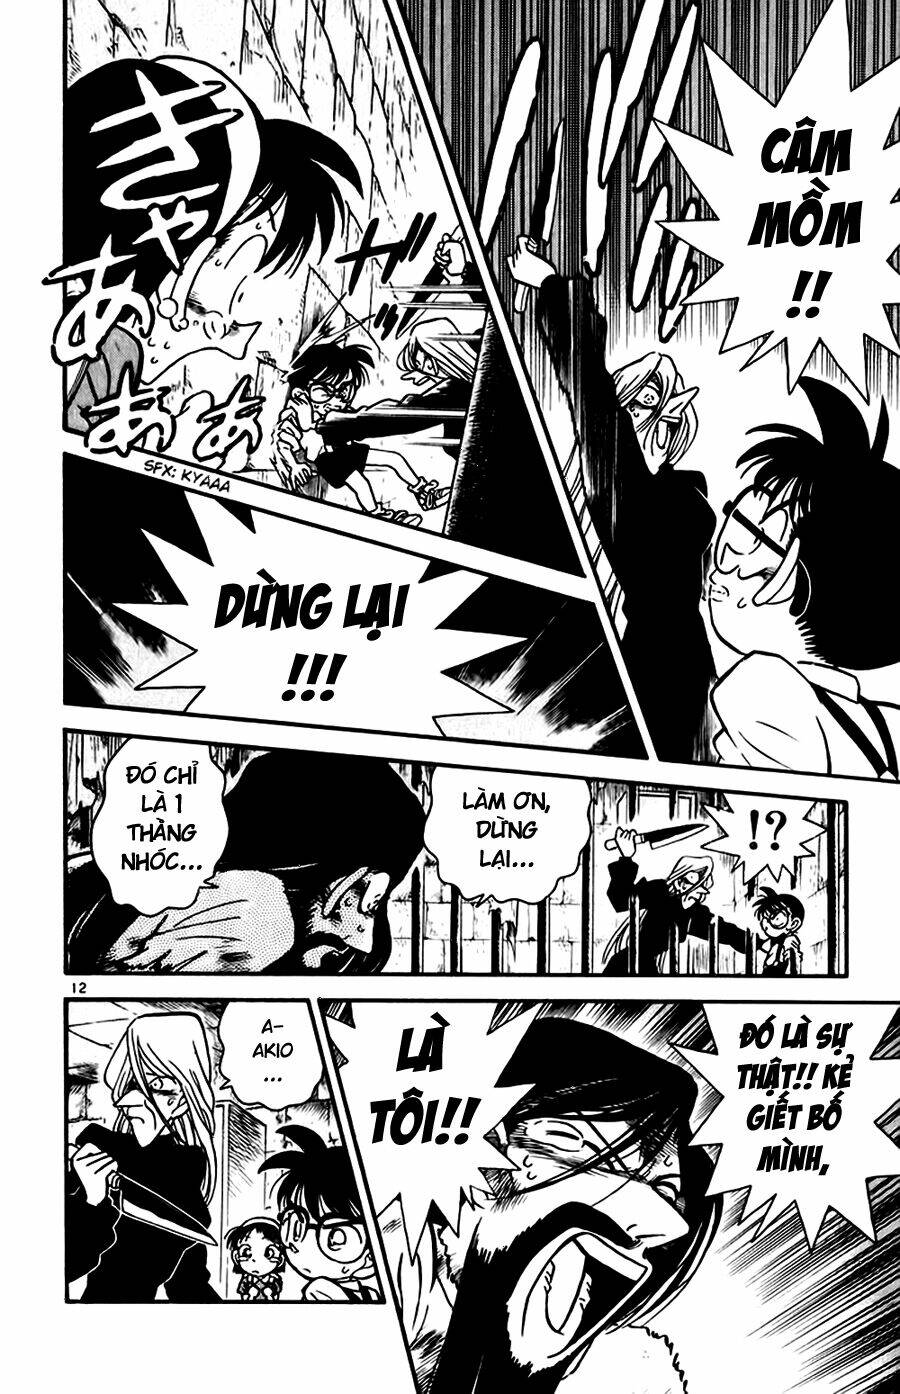 CÂM
MỒM
!!
きゃ
ああ
ああ
SFX: KYAAA
DỪNG LẠI
!!!
!?
LÀM ƠN,
DỪNG
LẠI...
ĐÓ CHỈ
LÀ 1
THẰNG
NHÓC...
12
ĐÓ LÀ SỰ
THẬT!! KẺ
GIẾT BỐ
MÌNH,
LÀ
TÔI!!
A-
AKIO
...